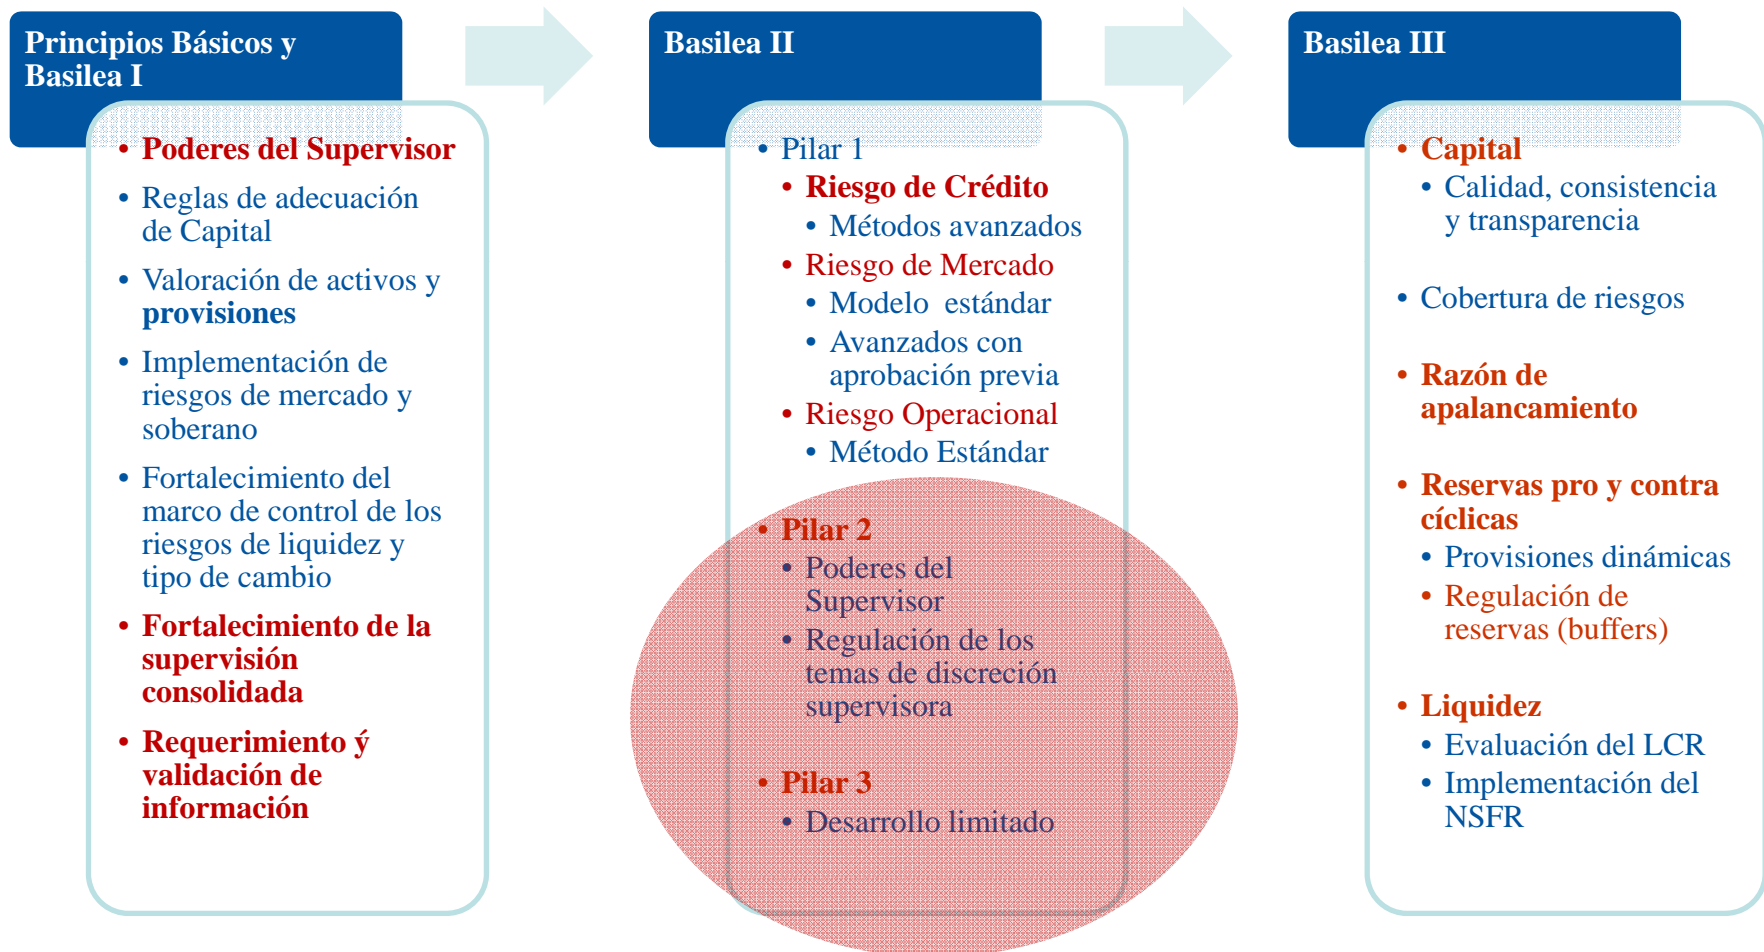 Principios Básicos y
Basilea I
• Poderes del Supervisor
• Reglas de adecuación
de Capital
• Valoración de activos y
provisiones
• Implementación de
riesgos de mercado y
soberano
• Fortalecimiento del
marco de control de los
riesgos de liquidez y
tipo de cambio
• Fortalecimiento de la
supervisión
consolidada
• Requerimiento ý
validación de
información
Basilea II
• Pilar 1
• Riesgo de Crédito
• Métodos avanzados
• Riesgo de Mercado
• Modelo estándar
• Avanzados con
aprobación previa
• Riesgo Operacional
• Método Estándar
• Pilar 2
• Poderes del
Supervisor
• Regulación de los
temas de discreción
supervisora
• Pilar 3
• Desarrollo limitado
Basilea III
• Capital
• Calidad, consistencia
y transparencia
• Cobertura de riesgos
• Razón de
apalancamiento
• Reservas pro y contra
cíclicas
• Provisiones dinámicas
• Regulación de
reservas (buffers)
• Liquidez
• Evaluación del LCR
• Implementación del
NSFR